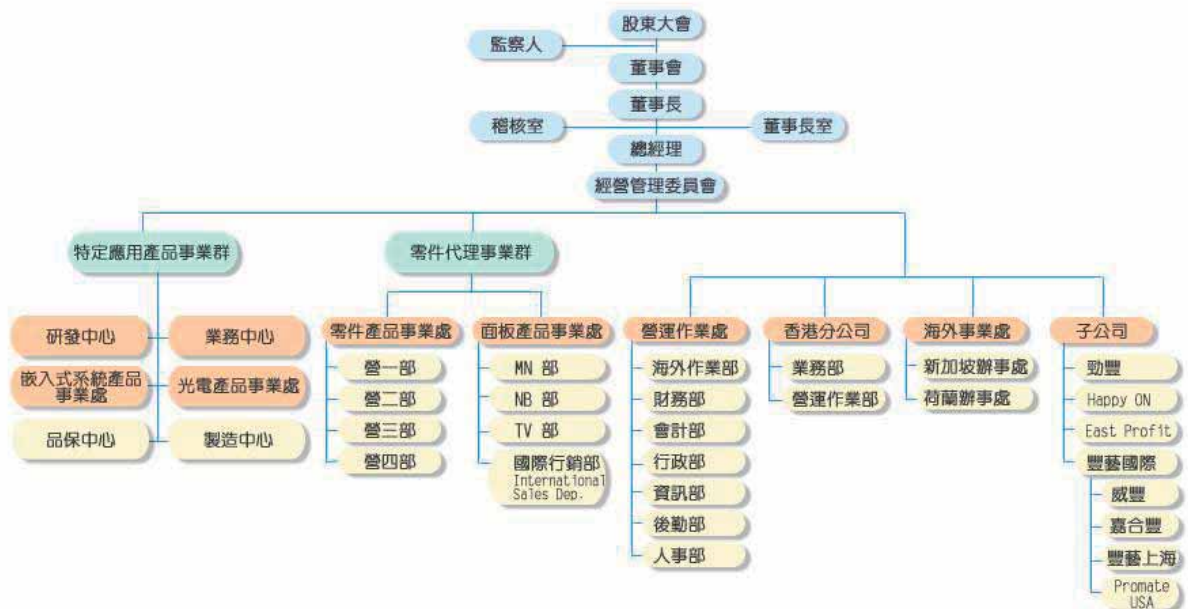 股東大會
監察人
董事會
董事長
稽核室
董事長室
總經理
經營管理委員會
特定應用產品事業群
零件代理事業群
研發中心
業務中心
嵌入式系統產品
事業處
光電產品事業處
品保中心
製造中心
零件產品事業處
營一部
營二部
營三部
營四部
面板產品事業處
MN 部
NB 部
TV 部
國際行銷部
International
Sales Dep.
營運作業處
海外作業部
財務部
會計部
行政部
資訊部
後勤部
人事部
香港分公司
業務部
營運作業部
海外事業處
新加坡辦事處
荷蘭辦事處
子公司
勁豐
Happy ON
East Profit
豐藝國際
威豐
嘉合豐
豐藝上海
Promate
USA